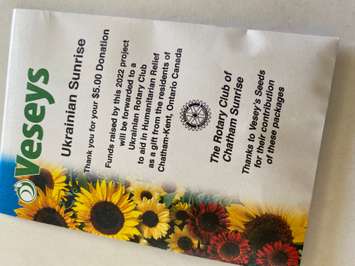 Veseys
Ukrainian Sunrise
Thank you for your $5.00 Donation
Funds raised by this 2022 project
will be forwarded to a
Ukrainian Rotary Club
to aid in Humanitarian Relief
as a gift from the residents of
Chatham-Kent, Ontario Canada
The Rotary Club of
Chatham Sunrise
Thanks to Vesey's Seeds
for their contribution
of these packages